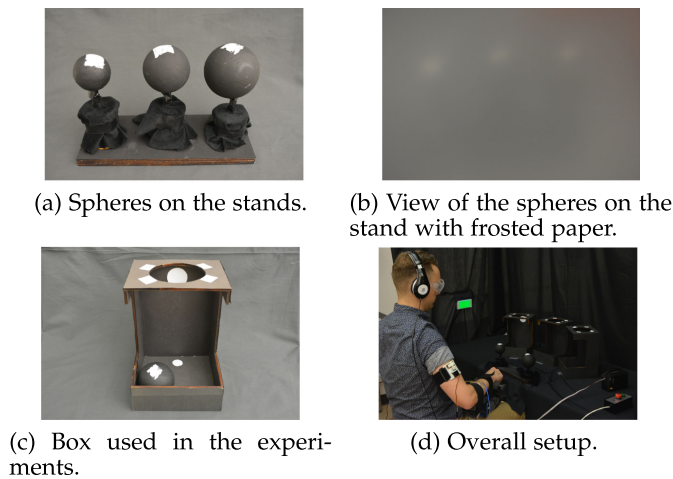 (a) Spheres on the stands.
(b) View of the spheres on the
stand with frosted paper.
(c) Box used in the experi-
ments.
(d) Overall setup.